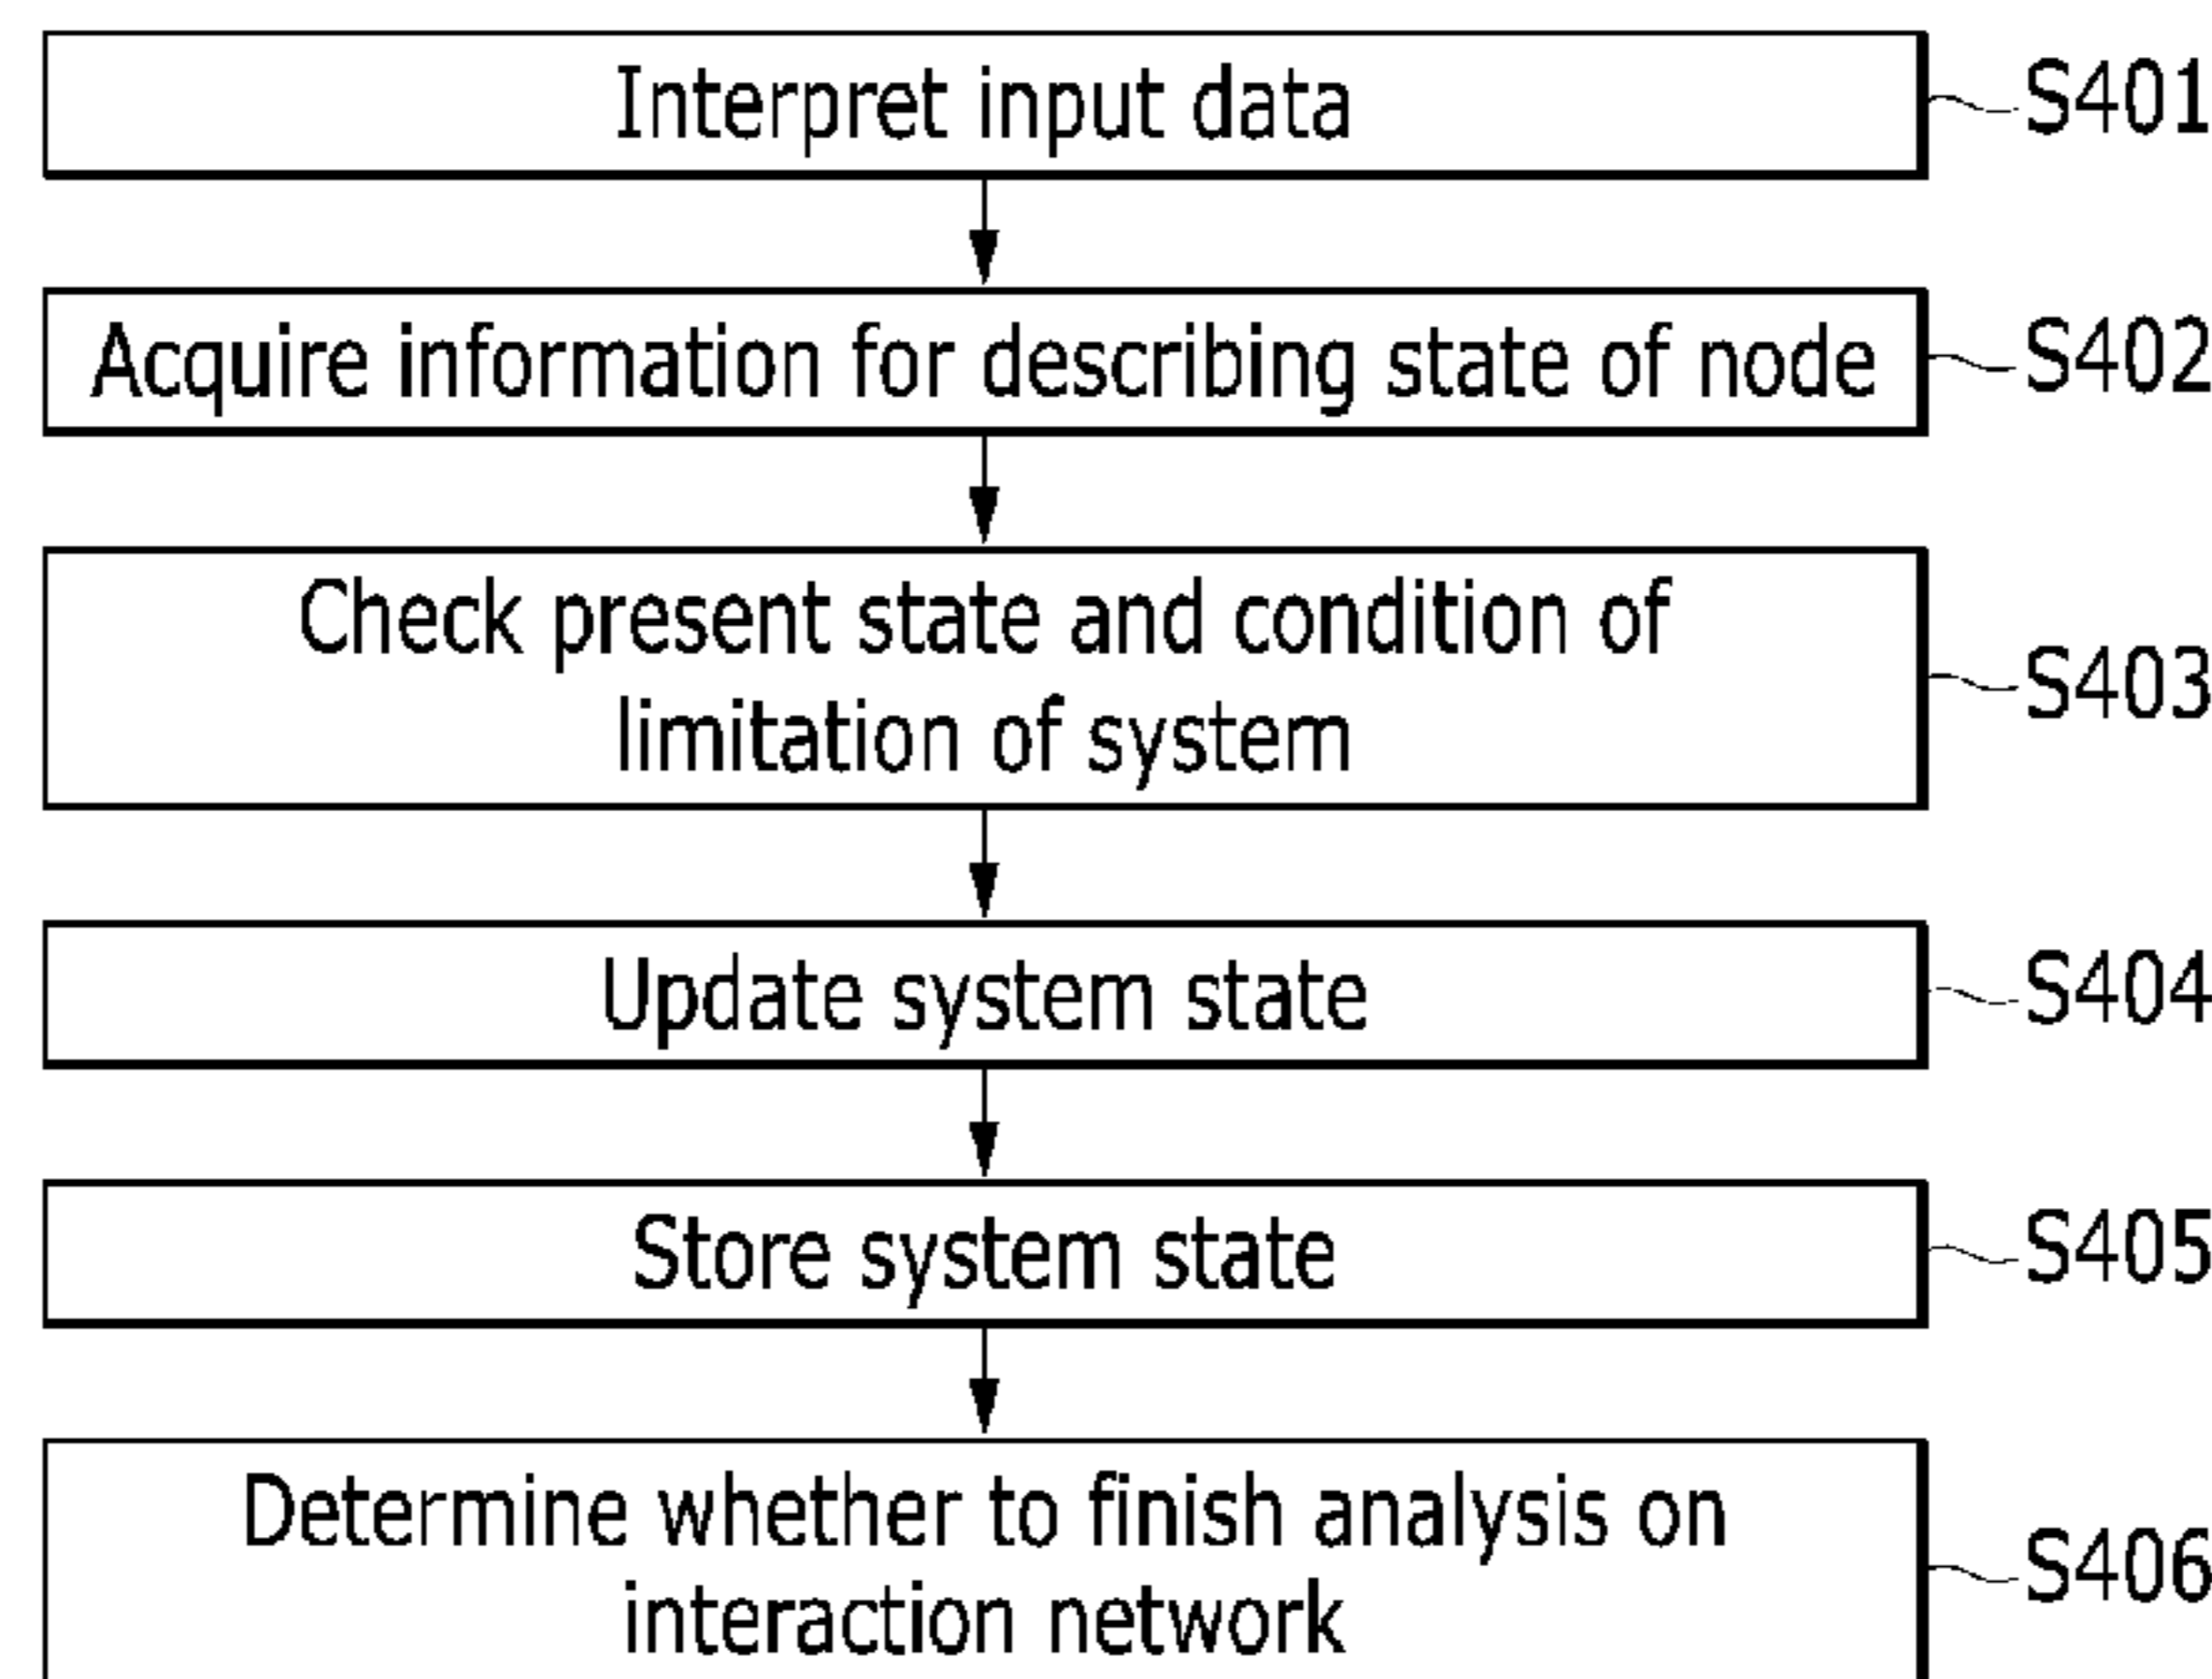 Interpret input data
S401
Acquire information for describing state of node
S402
Check present state and condition of
limitation of system
S403
Update system state
S404
Store system state
S405
Determine whether to finish analysis on
interaction network
S406